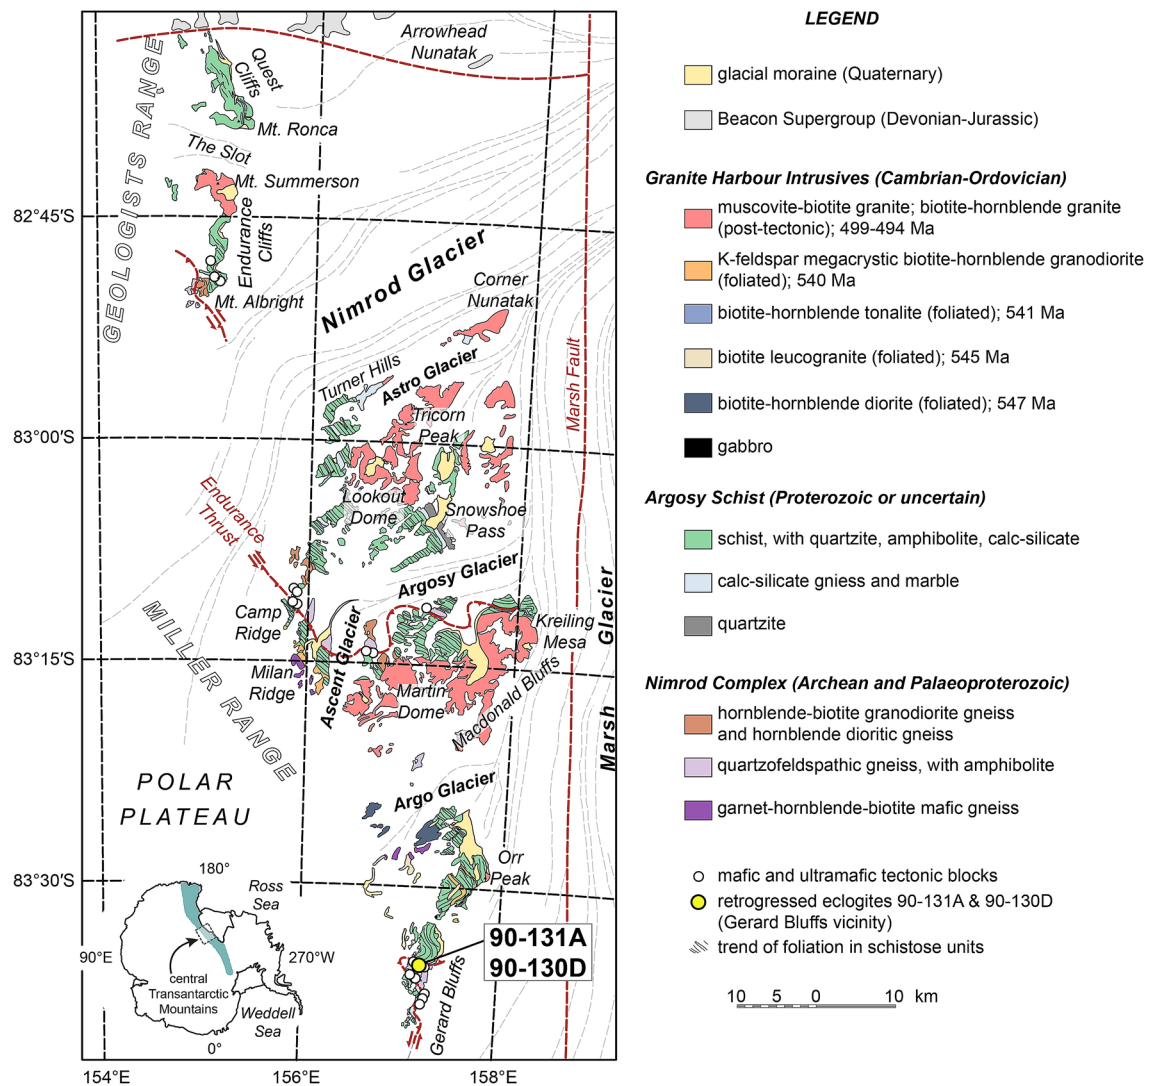 Arrowhead
Nunatak
Quest
Cliffs
GEOLOGISTS RANGE
Mt. Ronca
The Slot
Mt. Summerson
82°45'S
Endurance
Cliffs
Nimrod Glacier
Corner
Nunatak
Mt. Albright
Marsh Fault
Turner Hills
Astro Glacier
Tricorn
Peak
83°00'S
Endurance
Thrust
Lookout
Dome
Snowshoe
Pass
Argosy Glacier
Camp
Ridge
Ascent Glacier
Kreiling
Mesa
Marsh Glacier
83°15'S
Milan
Ridge
Martin
Dome
Macdonald Bluffs
MILLER RANGE
POLAR
PLATEAU
Argo Glacier
Orr
Peak
83°30'S
90-131A
90-130D
Gerard Bluffs
180°
Ross
Sea
90°E
270°W
central
Transantarctic
Mountains
Weddell
Sea
0°
154°E
156°E
158°E
LEGEND
glacial moraine (Quaternary)
Beacon Supergroup (Devonian-Jurassic)
Granite Harbour Intrusives (Cambrian-Ordovician)
muscovite-biotite granite; biotite-hornblende granite
(post-tectonic); 499-494 Ma
K-feldspar megacrystic biotite-hornblende granodiorite
(foliated); 540 Ma
biotite-hornblende tonalite (foliated); 541 Ma
biotite leucogranite (foliated); 545 Ma
biotite-hornblende diorite (foliated); 547 Ma
gabbro
Argosy Schist (Proterozoic or uncertain)
schist, with quartzite, amphibolite, calc-silicate
calc-silicate gniess and marble
quartzite
Nimrod Complex (Archean and Palaeoproterozoic)
hornblende-biotite granodiorite gneiss
and hornblende dioritic gneiss
quartzofeldspathic gneiss, with amphibolite
garnet-hornblende-biotite mafic gneiss
mafic and ultramafic tectonic blocks
retrogressed eclogites 90-131A & 90-130D
(Gerard Bluffs vicinity)
trend of foliation in schistose units
10 5 0 10 km